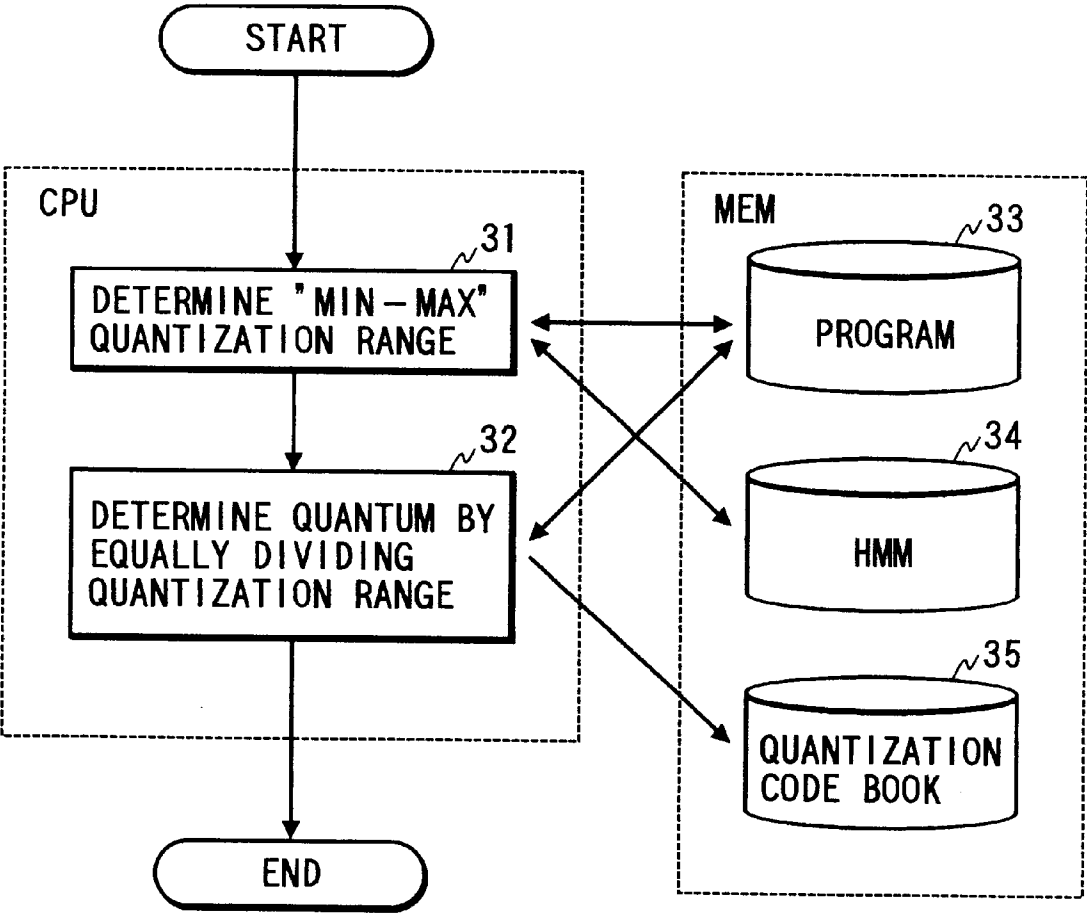 START
CPU
31
DETERMINE "MIN-MAX"
QUANTIZATION RANGE
32
DETERMINE QUANTUM BY
EQUALLY DIVIDING
QUANTIZATION RANGE
END
MEM
33
PROGRAM
34
HMM
35
QUANTIZATION
CODE BOOK